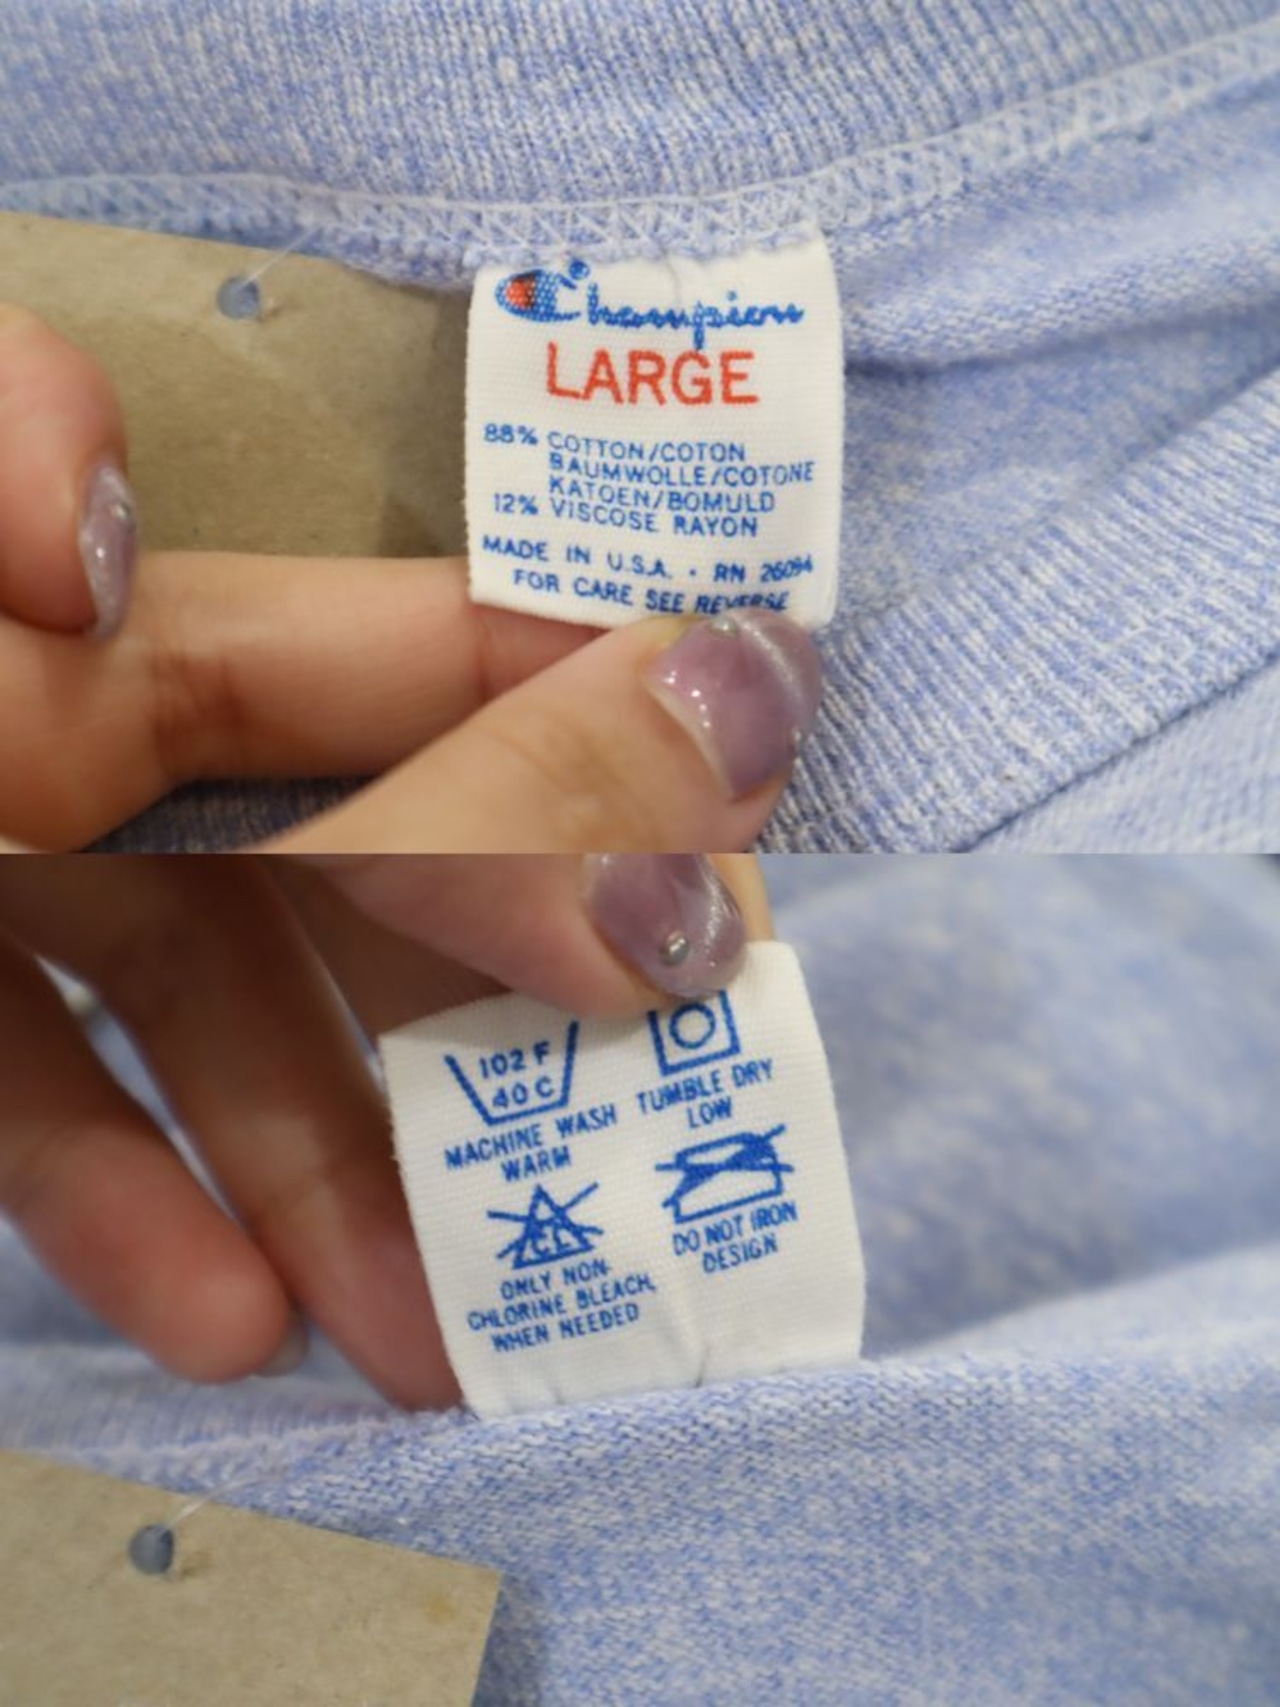 Champion®
LARGE
88% COTTON/COTON
BAUMWOLLE/COTONE
KATOEN/BOMULD
12% VISCOSE RAYON
MADE IN U.S.A. · RN 26094
FOR CARE SEE REVERSE
102 F
40 C
MACHINE WASH
WARM
TUMBLE DRY
LOW
CL
ONLY NON-
CHLORINE BLEACH,
WHEN NEEDED
DO NOT IRON
DESIGN